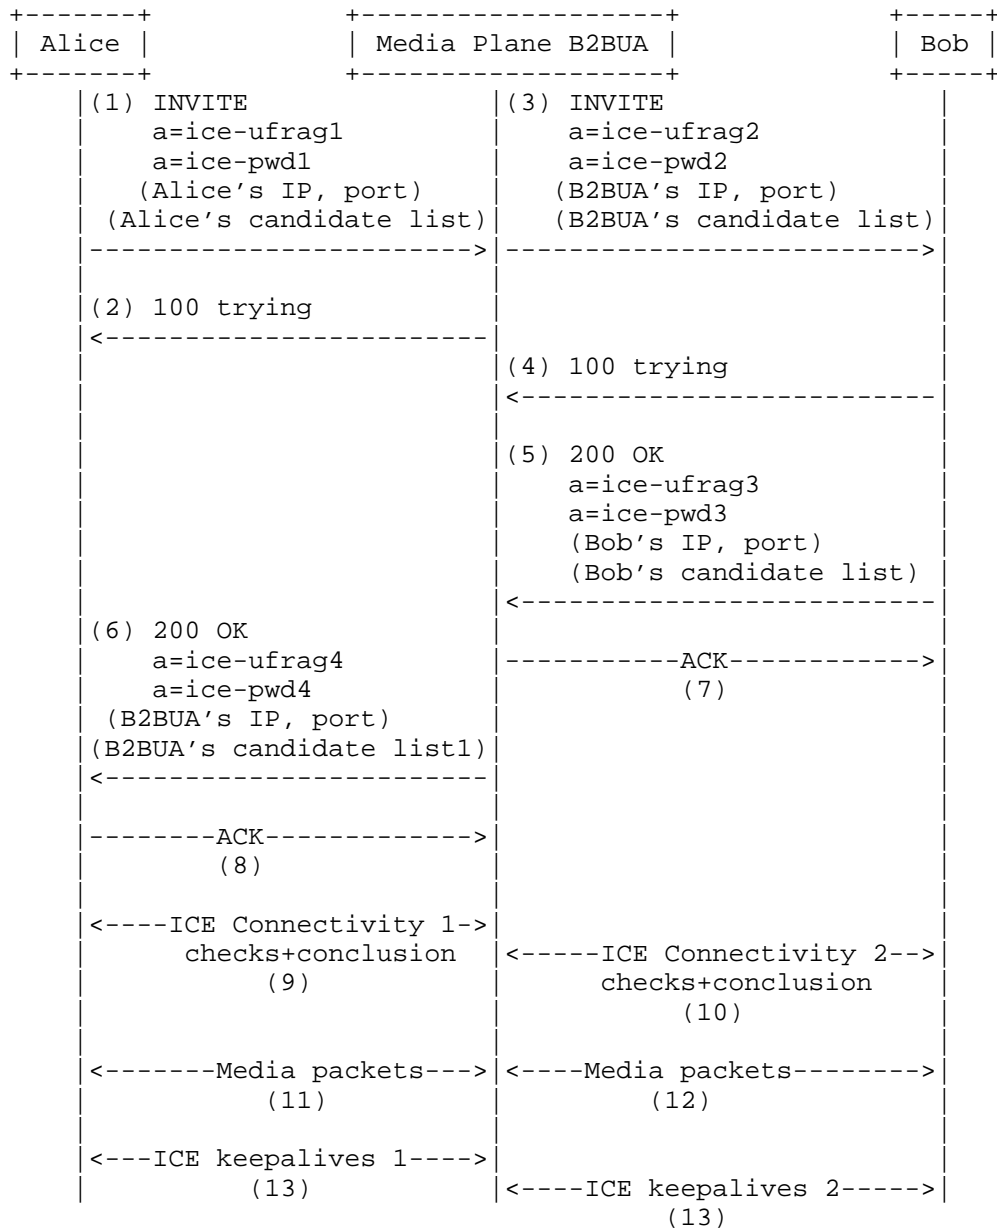 +-------+             +-------------------+             +-----+
| Alice |             | Media Plane B2BUA |             | Bob |
+-------+             +-------------------+             +-----+
    |(1) INVITE               |(3) INVITE                 |
    |   a=ice-ufrag1          |   a=ice-ufrag2            |
    |   a=ice-pwd1            |   a=ice-pwd2              |
    |  (Alice's IP, port)     |  (B2BUA's IP, port)       |
    |(Alice's candidate list) |  (B2BUA's candidate list) |
    |------------------------>|-------------------------->|
    |                         |                           |
    |(2) 100 trying           |                           |
    |<------------------------|                           |
    |                         |(4) 100 trying             |
    |                         |<--------------------------|
    |                         |                           |
    |                         |(5) 200 OK                 |
    |                         |   a=ice-ufrag3            |
    |                         |   a=ice-pwd3              |
    |                         |   (Bob's IP, port)        |
    |                         |   (Bob's candidate list)  |
    |                         |<--------------------------|
    |(6) 200 OK               |                           |
    |   a=ice-ufrag4          |-----------ACK------------>|
    |   a=ice-pwd4            |           (7)             |
    | (B2BUA's IP, port)      |                           |
    |(B2BUA's candidate list1)|                           |
    |<------------------------|                           |
    |                         |                           |
    |--------ACK------------->|                           |
    |        (8)              |                           |
    |                         |                           |
    |<----ICE Connectivity 1->|                           |
    |     checks+conclusion   |<-----ICE Connectivity 2-->|
    |          (9)            |     checks+conclusion     |
    |                         |          (10)             |
    |                         |                           |
    |<-------Media packets--->|<----Media packets-------->|
    |          (11)           |        (12)               |
    |                         |                           |
    |<---ICE keepalives 1---->|                           |
    |         (13)            |<----ICE keepalives 2----->|
                                        (13)